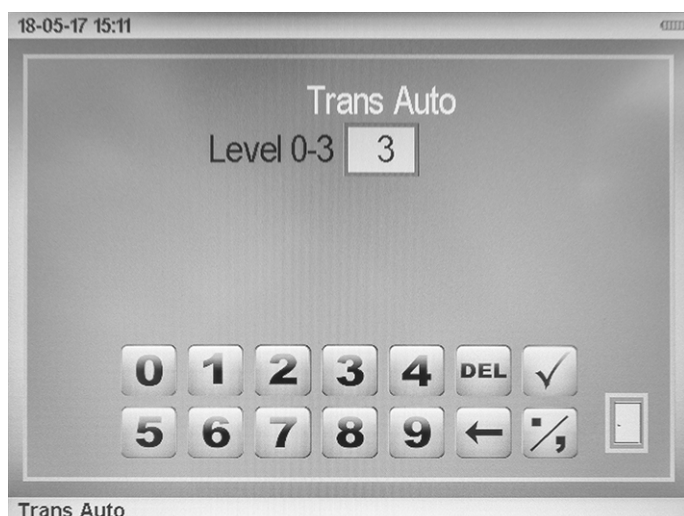 18-05-17 15:11
Trans Auto
Level 0-3 3
0 1 2 3 4 DEL
5 6 7 8 9
Trans Auto